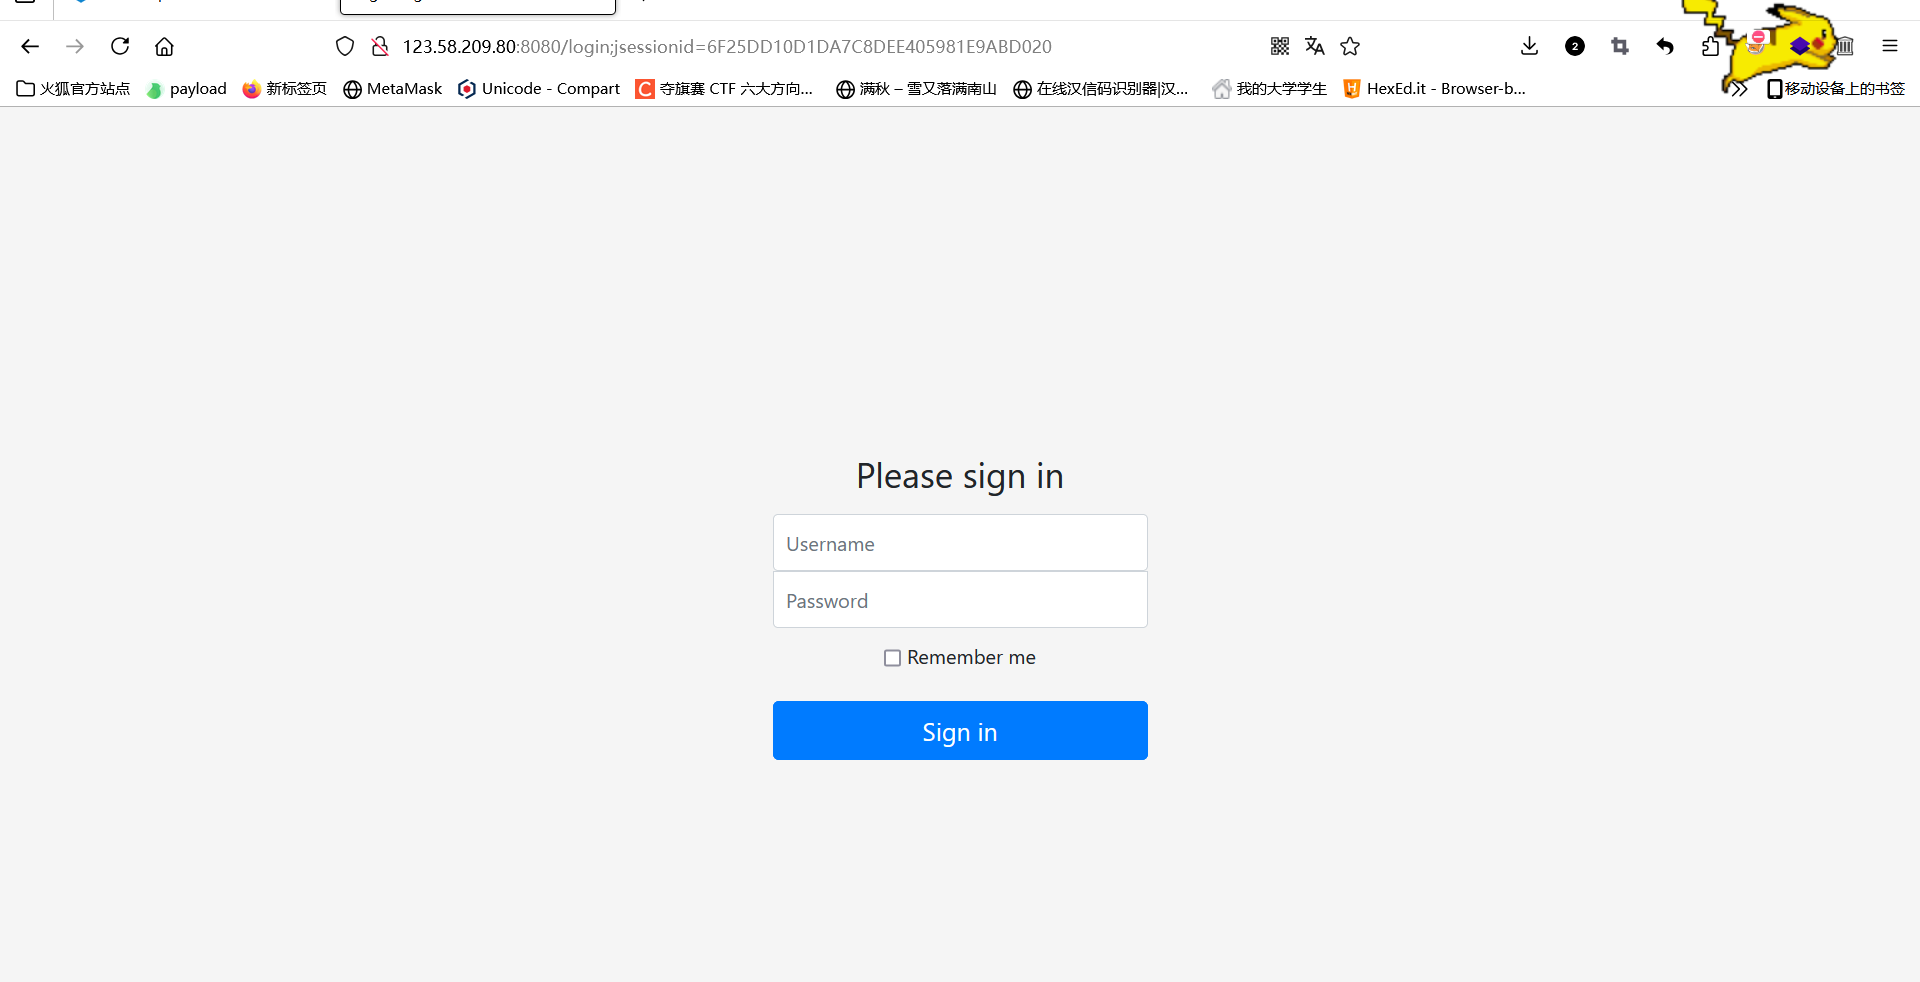 123.58.209.80:8080/login;jsessionid=6F25DD10D1DA7C8DEE405981E9ABD020
2
火狐官方站点 payload 新标签页 MetaMask Unicode - Compart 夺旗赛 CTF 六大方向... 满秋 – 雪又落满南山 在线汉信码识别器|汉... 我的大学学生 HexEd.it - Browser-b... 移动设备上的书签
Please sign in
Username
Password
Remember me
Sign in